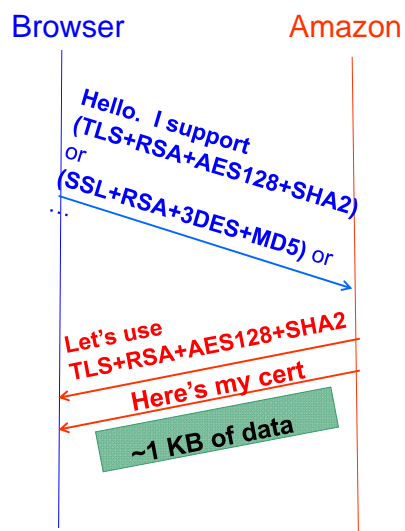 Browser
Amazon
Hello. I support
(TLS+RSA+AES128+SHA2)
or
(SSL+RSA+3DES+MD5) or
…
Let's use
TLS+RSA+AES128+SHA2
Here's my cert
~1 KB of data